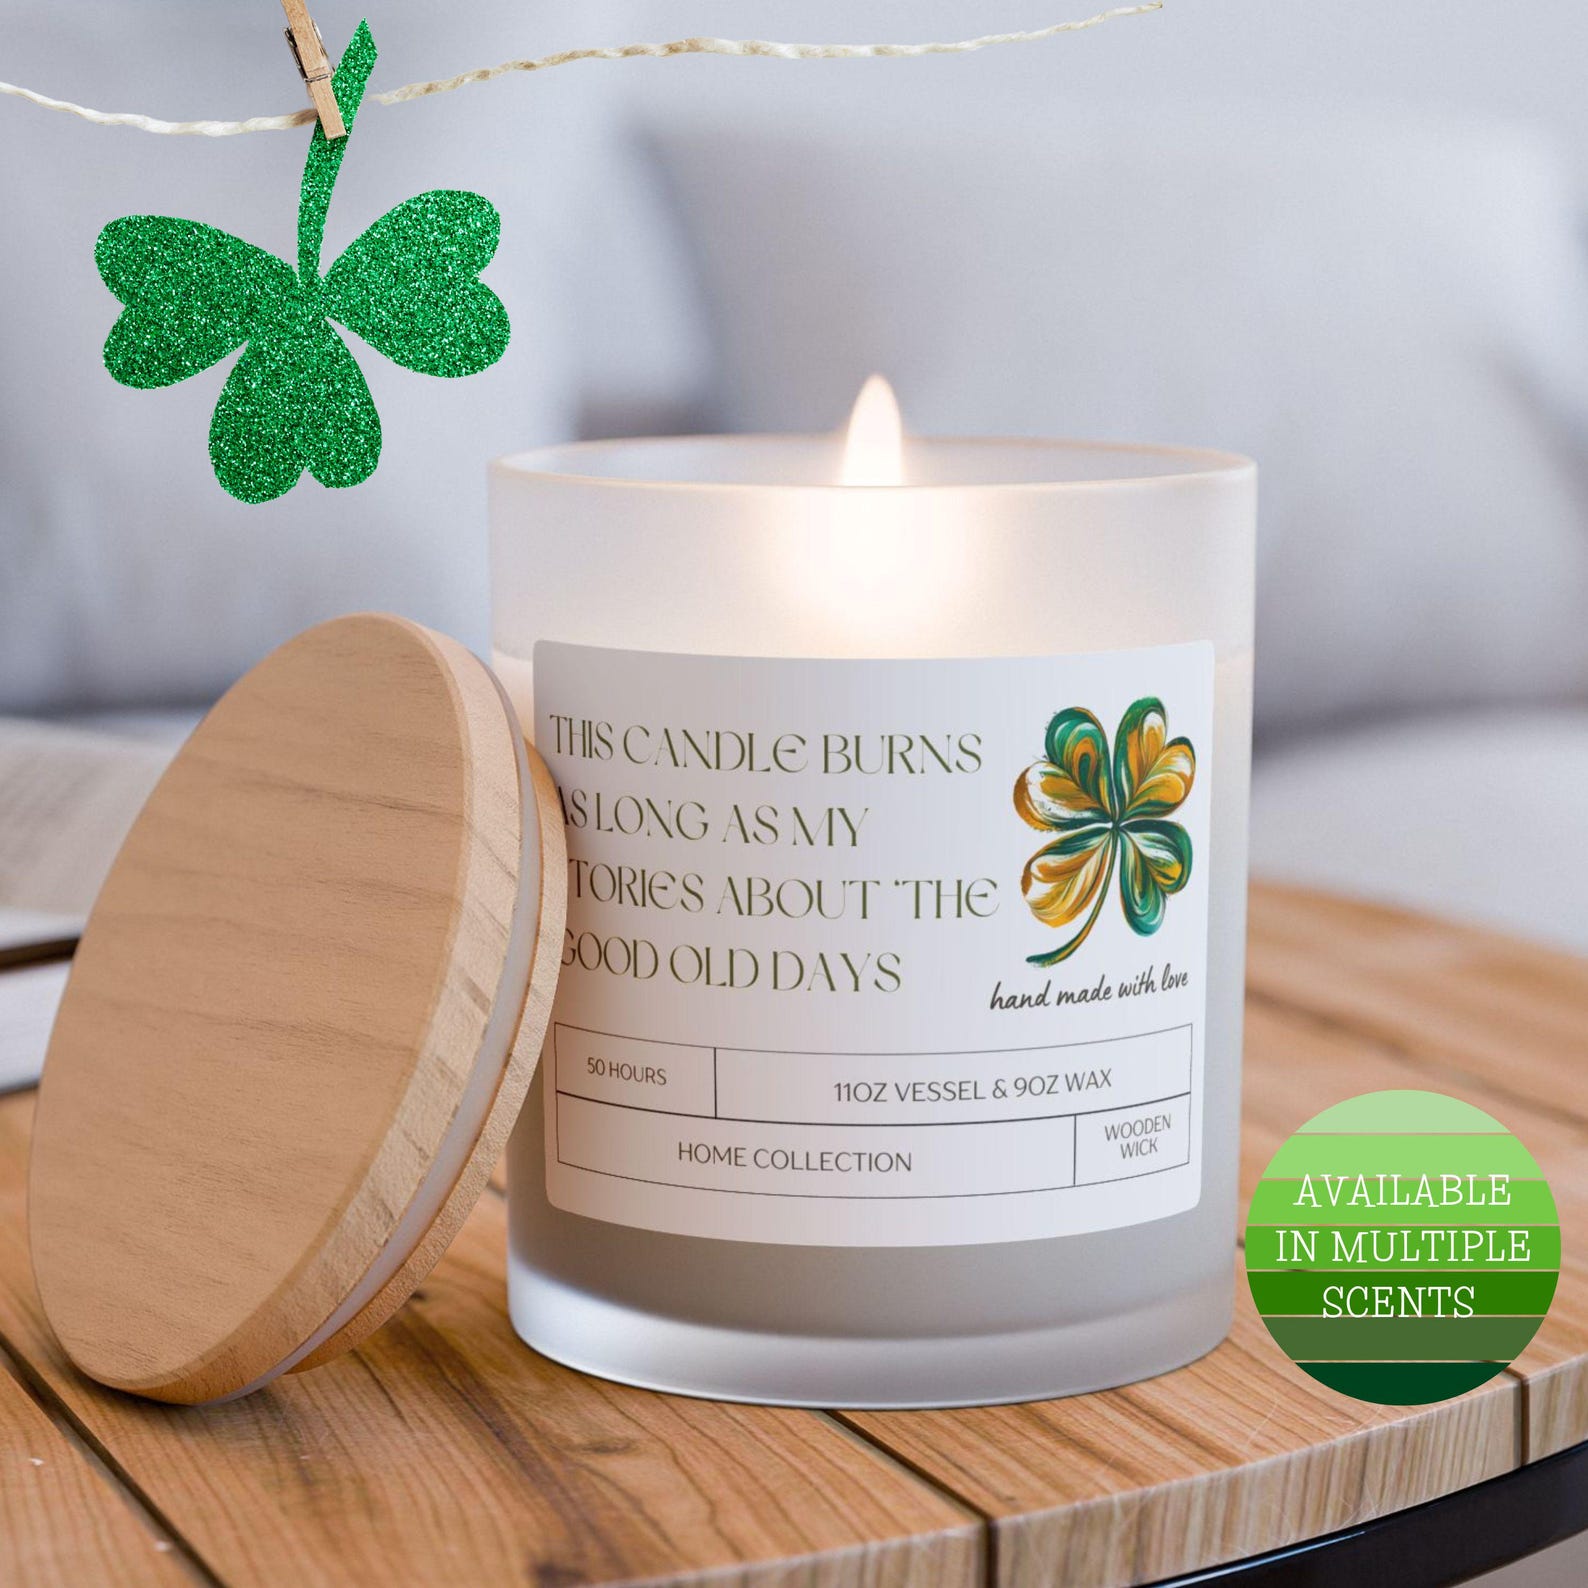 THIS CANDLE BURNS
AS LONG AS MY
STORIES ABOUT 'THE
GOOD OLD DAYS
hand made with love
50 HOURS
11OZ VESSEL & 9OZ WAX
HOME COLLECTION
WOODEN
WICK
AVAILABLE
IN MULTIPLE
SCENTS